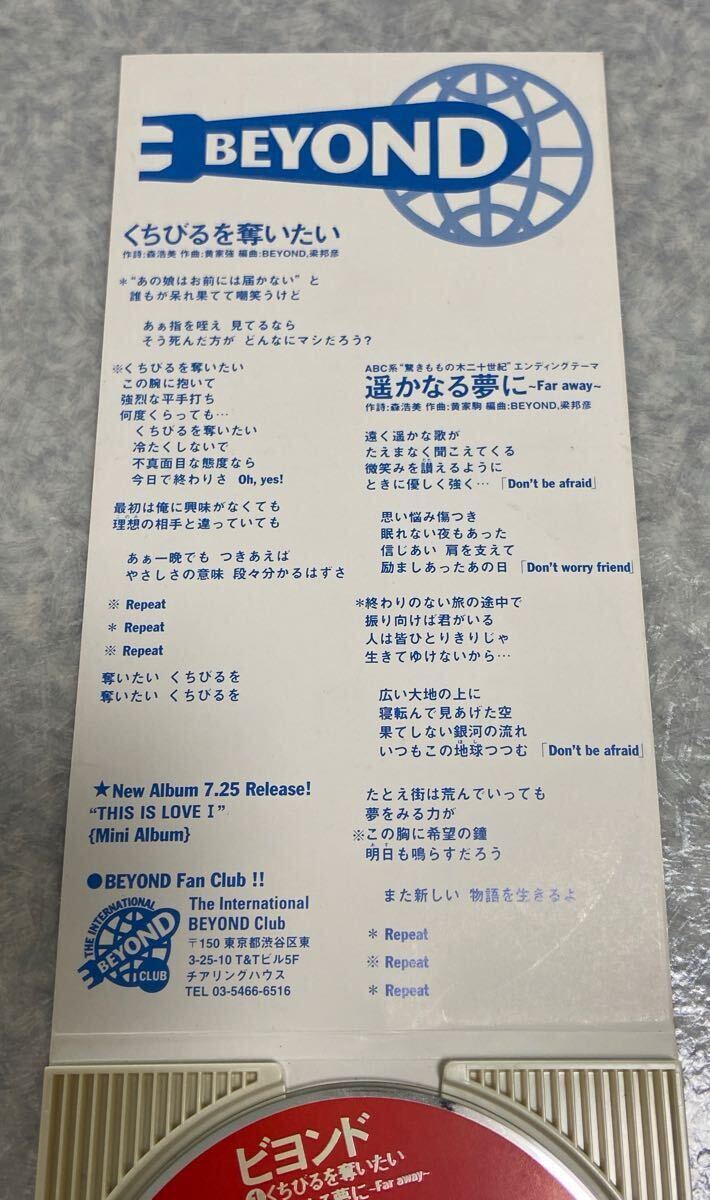 BEYOND
くちびるを奪いたい
作詩:森浩美 作曲:黄家強 編曲:BEYOND,梁邦彦
＊“あの娘はお前には届かない” と
誰もが呆れ果てて嘲笑うけど
あぁ指を咥え 見てるなら
そう死んだ方が どんなにマシだろう?
※くちびるを奪いたい
この腕に抱いて
強烈な平手打ち
何度くらっても…
くちびるを奪いたい
冷たくしないで
不真面目な態度なら
今日で終わりさ Oh, yes!
最初は俺に興味がなくても
理想の相手と違っていても
あぁ一晩でも つきあえば
やさしさの意味 段々分かるはずさ
※ Repeat
＊ Repeat
※ Repeat
奪いたい くちびるを
奪いたい くちびるを
★New Album 7.25 Release!
“THIS IS LOVE I”
{Mini Album}
●BEYOND Fan Club !!
THE INTERNATIONAL
BEYOND
CLUB
The International
BEYOND Club
〒150 東京都渋谷区東
3-25-10 T&Tビル5F
チアリングハウス
TEL 03-5466-6516
ABC系“驚きももの木二十世紀”エンディングテーマ
遥かなる夢に~Far away~
作詩:森浩美 作曲:黄家駒 編曲:BEYOND,梁邦彦
遠く遥かな歌が
たえまなく聞こえてくる
微笑みを讃えるように
ときに優しく強く…「Don't be afraid」
思い悩み傷つき
眠れない夜もあった
信じあい 肩を支えて
励ましあったあの日「Don't worry friend」
＊終わりのない旅の途中で
振り向けば君がいる
人は皆ひとりきりじゃ
生きてゆけないから…
広い大地の上に
寝転んで見あげた空
果てしない銀河の流れ
いつもこの地球つつむ「Don't be afraid」
たとえ街は荒んでいっても
夢をみる力が
※この胸に希望の鐘
明日も鳴らすだろう
また新しい 物語を生きるよ
＊ Repeat
※ Repeat
＊ Repeat
ビヨンド
1くちびるを奪いたい
る夢に~Far away~